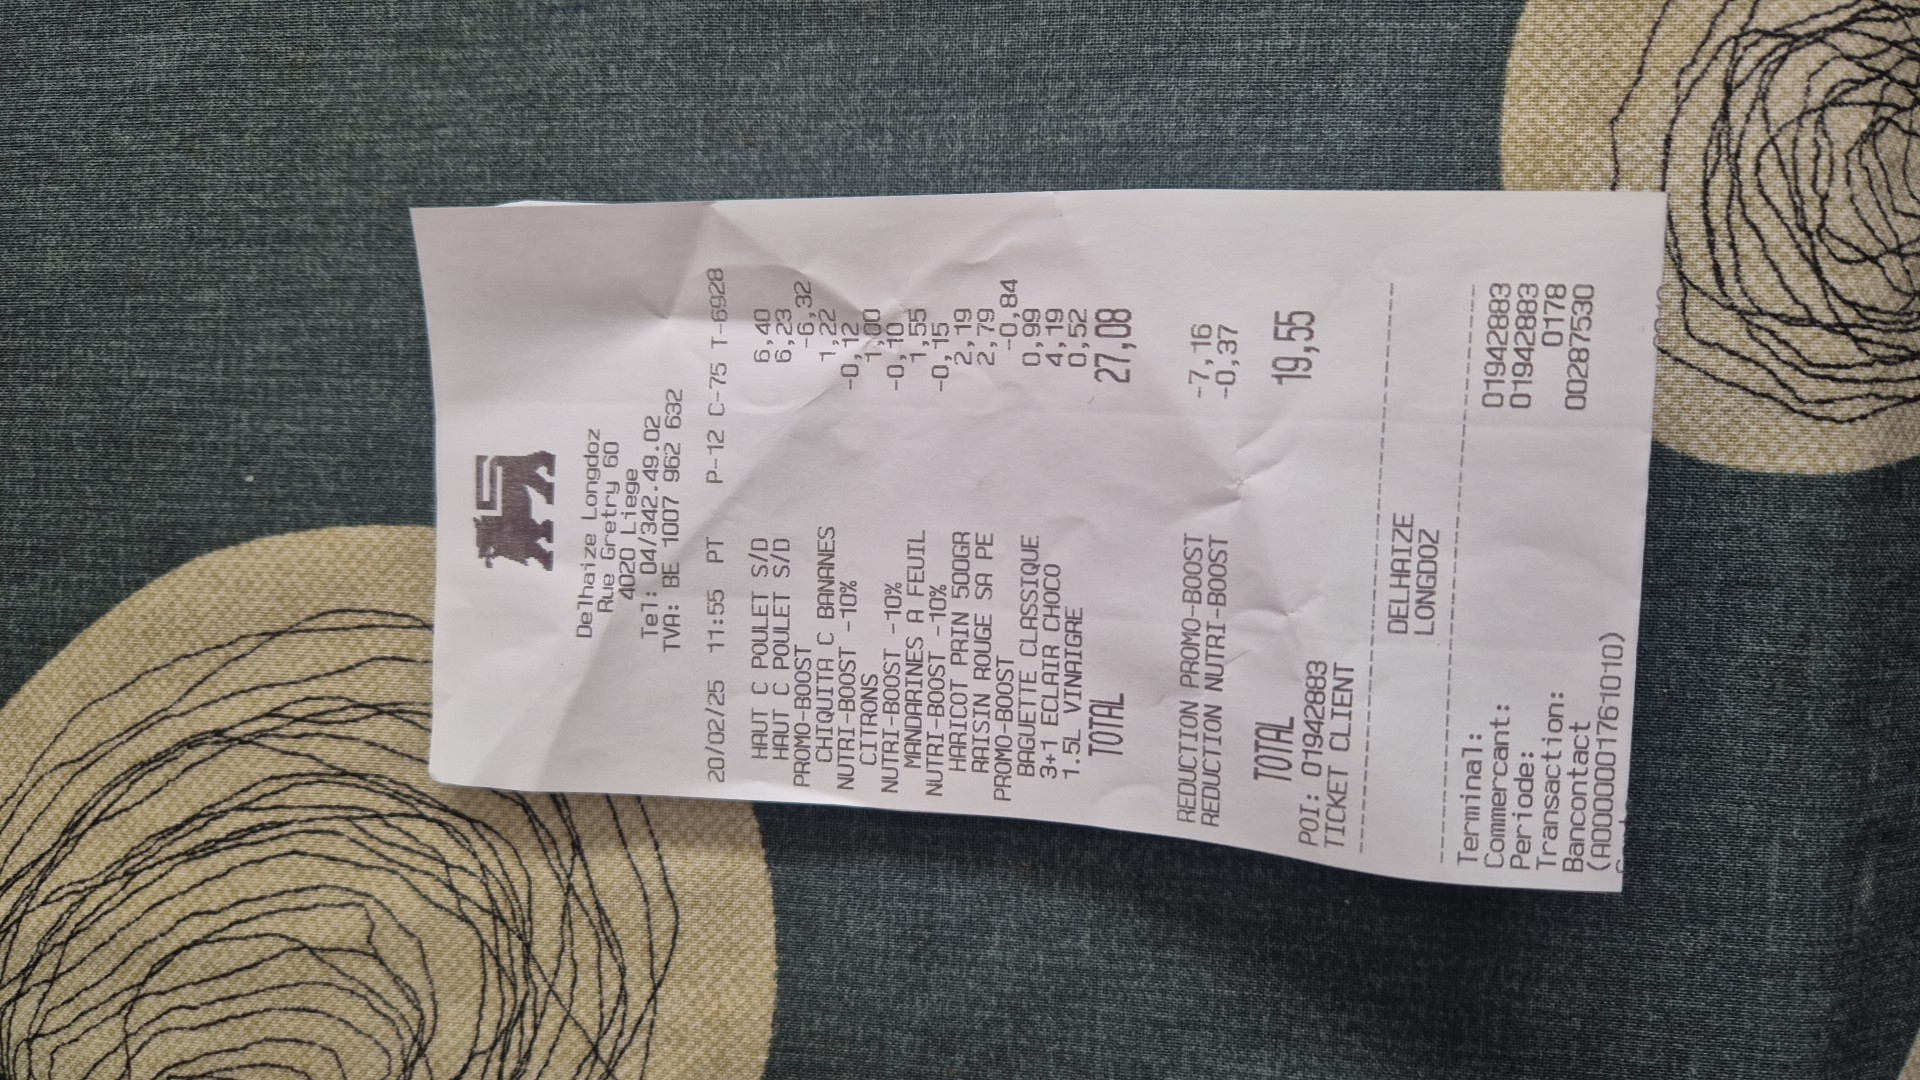 Delhaize Longdoz
Rue Gretry 60
4020 Liege
Tel: 04/342.49.02
TVA: BE 1007 962 632
20/02/25 11:55 PT P-12 C-75 T-6928
HAUT C POULET S/D 6,40
HAUT C POULET S/D 6,23
PROMO-BOOST -6,32
CHIQUITA C BANANES 1,22
NUTRI-BOOST -10% -0,12
CITRONS 1,00
NUTRI-BOOST -10% -0,10
MANDARINES A FEUIL 1,55
NUTRI-BOOST -10% -0,15
HARICOT PRIN 500GR 2,19
RAISIN ROUGE SA PE 2,79
PROMO-BOOST -0,84
BAGUETTE CLASSIQUE 0,99
3+1 ECLAIR CHOCO 4,19
1.5L VINAIGRE 0,52
TOTAL 27,08
REDUCTION PROMO-BOOST -7,16
REDUCTION NUTRI-BOOST -0,37
TOTAL 19,55
POI: 01942883
TICKET CLIENT
DELHAIZE
LONGDOZ
Terminal: 01942883
Commercant: 01942883
Periode: 0178
Transaction: 00287530
Bancontact
(A0000001761010)